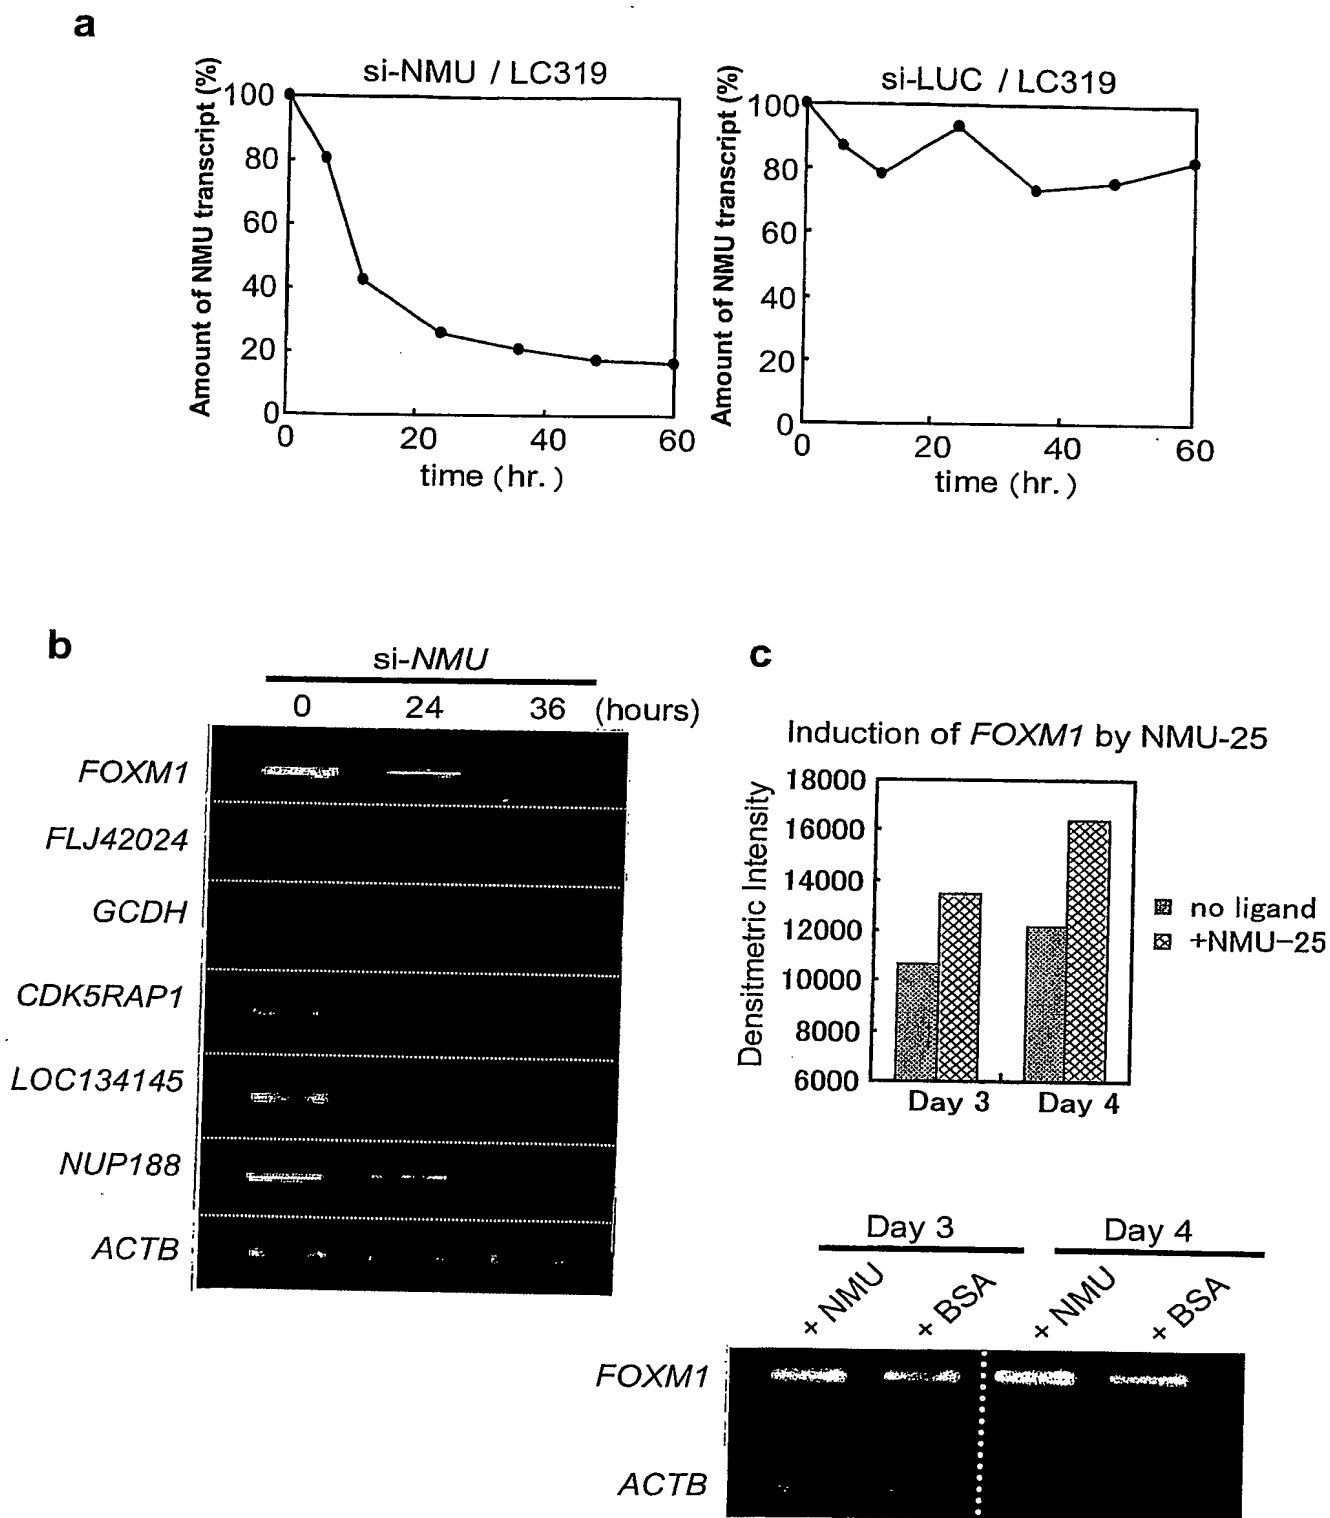 a
si-NMU / LC319
Amount of NMU transcript (%)
100
80
60
40
20
0
0 20 40 60
time (hr.)
si-LUC / LC319
Amount of NMU transcript (%)
100
80
60
40
20
0
0 20 40 60
time (hr.)
b
si-NMU
0 24 36 (hours)
FOXM1
FLJ42024
GCDH
CDK5RAP1
LOC134145
NUP188
ACTB
c
Induction of FOXM1 by NMU-25
Densitmetric Intensity
18000
16000
14000
12000
10000
8000
6000
Day 3 Day 4
no ligand
+NMU-25
Day 3 Day 4
+ NMU + BSA + NMU + BSA
FOXM1
ACTB